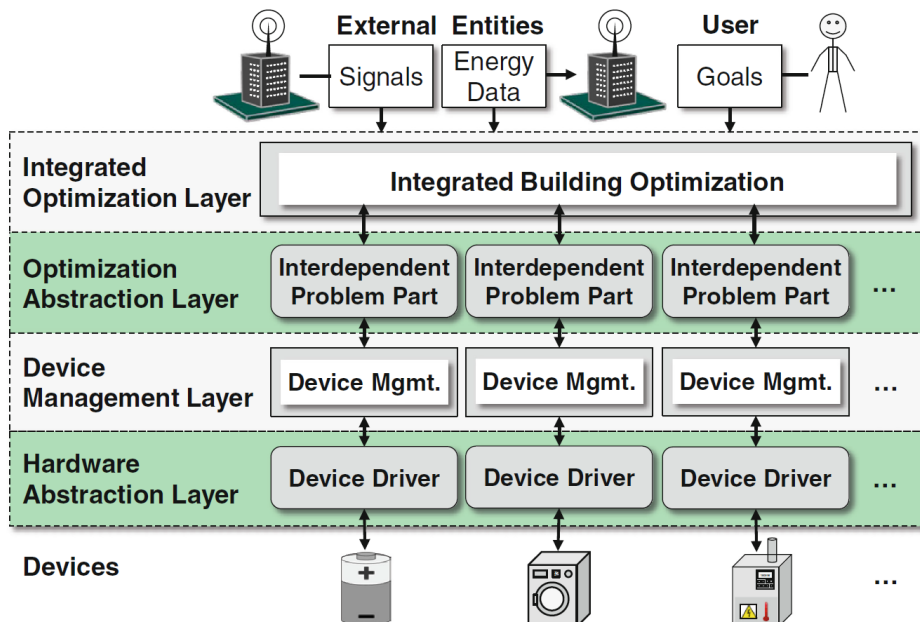 External Entities User
Signals
Energy
Data
Goals
Integrated
Optimization Layer
Integrated Building Optimization
Optimization
Abstraction Layer
Interdependent
Problem Part
Interdependent
Problem Part
Interdependent
Problem Part
...
Device
Management Layer
Device Mgmt.
Device Mgmt.
Device Mgmt.
...
Hardware
Abstraction Layer
Device Driver
Device Driver
Device Driver
...
Devices
+
−
...